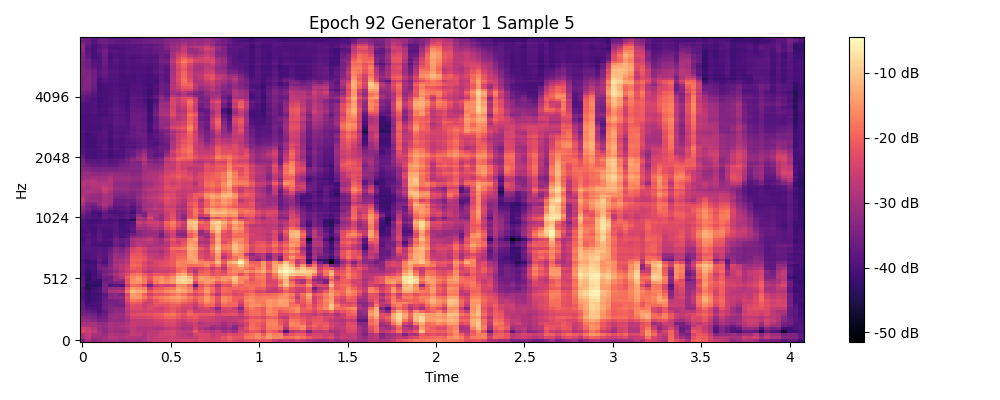 Epoch 92 Generator 1 Sample 5
Hz
4096
2048
1024
512
0
0 0.5 1 1.5 2 2.5 3 3.5 4
Time
-10 dB
-20 dB
-30 dB
-40 dB
-50 dB